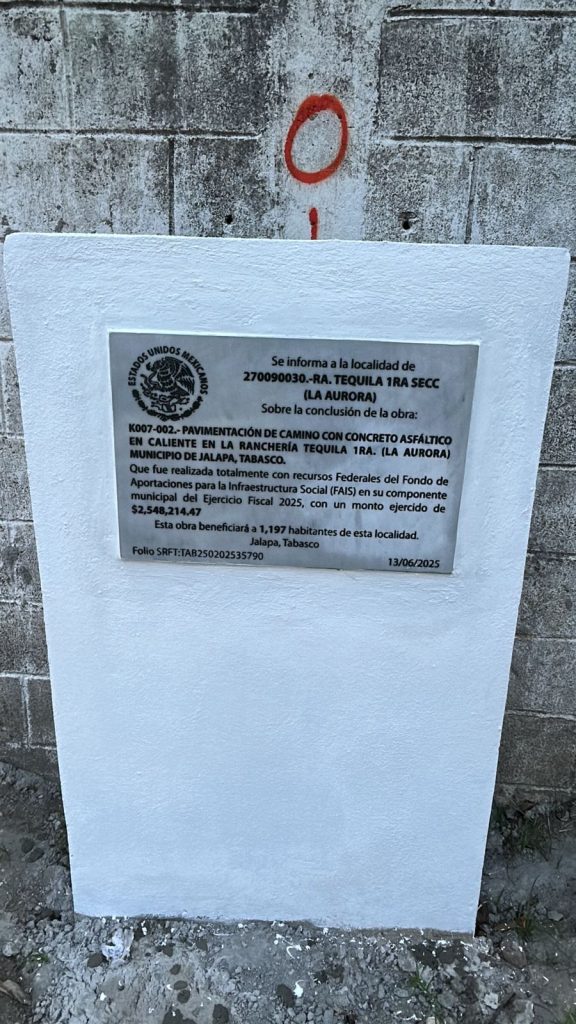 O
ESTADOS UNIDOS MEXICANOS
Se informa a la localidad de
270090030.-RA. TEQUILA 1RA SECC
(LA AURORA)
Sobre la conclusión de la obra:
K007-002.- PAVIMENTACIÓN DE CAMINO CON CONCRETO ASFÁLTICO
EN CALIENTE EN LA RANCHERÍA TEQUILA 1RA. (LA AURORA)
MUNICIPIO DE JALAPA, TABASCO.
Que fue realizada totalmente con recursos Federales del Fondo de
Aportaciones para la Infraestructura Social (FAIS) en su componente
municipal del Ejercicio Fiscal 2025, con un monto ejercido de
$2,548,214.47
Esta obra beneficiará a 1,197 habitantes de esta localidad.
Jalapa, Tabasco
Folio SRFT:TAB250202535790 13/06/2025